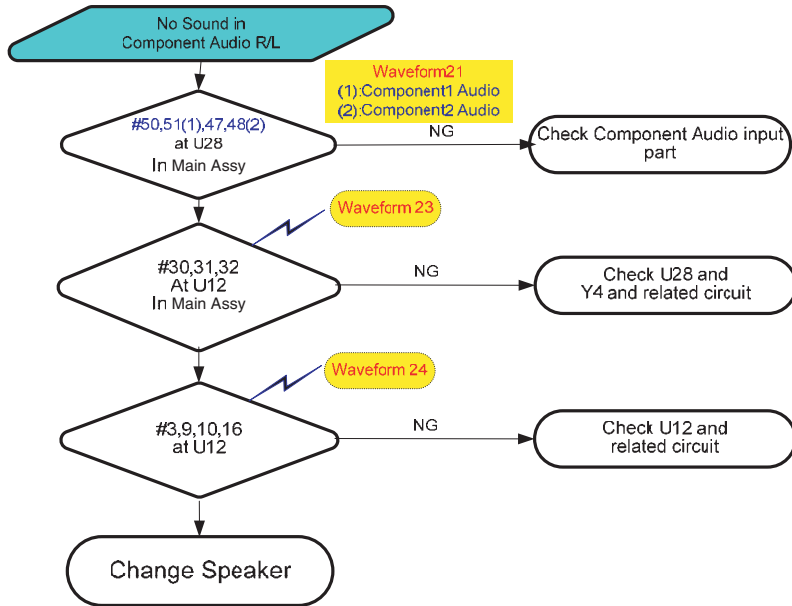 No Sound in
Component Audio R/L
Waveform21
(1):Component1 Audio
(2):Component2 Audio
#50,51(1),47,48(2)
at U28
In Main Assy
NG
Check Component Audio input
part
Waveform 23
#30,31,32
At U12
In Main Assy
NG
Check U28 and
Y4 and related circuit
Waveform 24
#3,9,10,16
at U12
NG
Check U12 and
related circuit
Change Speaker